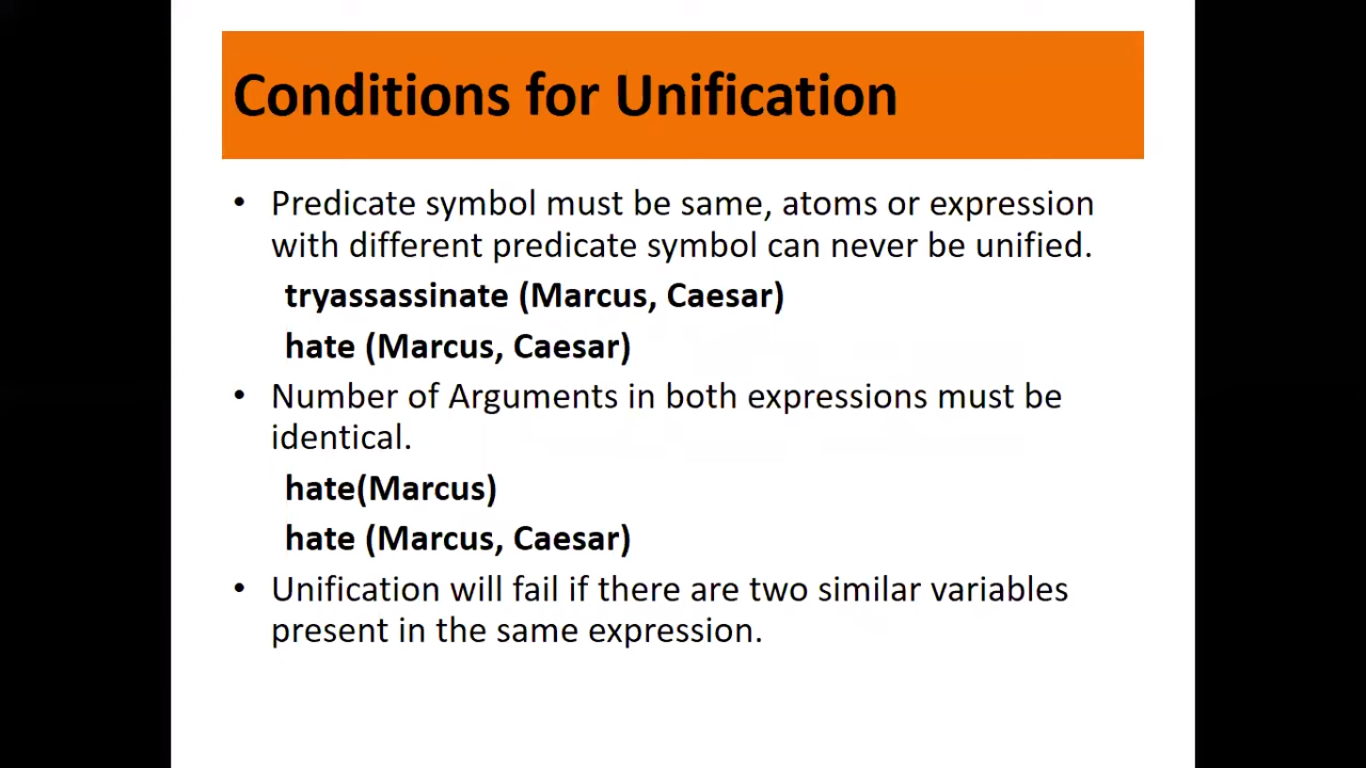 Conditions for Unification
• Predicate symbol must be same, atoms or expression
with different predicate symbol can never be unified.
tryassassinate (Marcus, Caesar)
hate (Marcus, Caesar)
• Number of Arguments in both expressions must be
identical.
hate(Marcus)
hate (Marcus, Caesar)
• Unification will fail if there are two similar variables
present in the same expression.